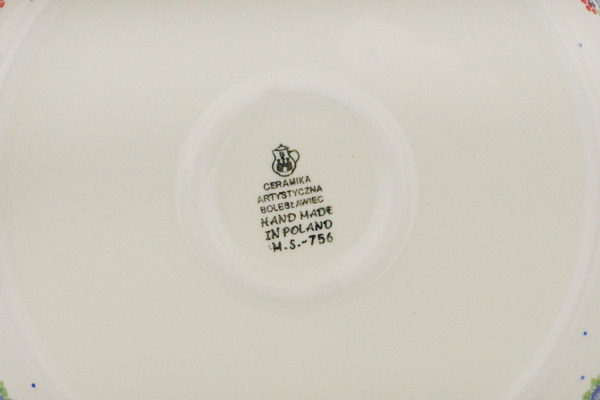 CERAMIKA
ARTYSTYCZNA
BOLESŁAWIEC
HAND MADE
IN POLAND
M.S.-756